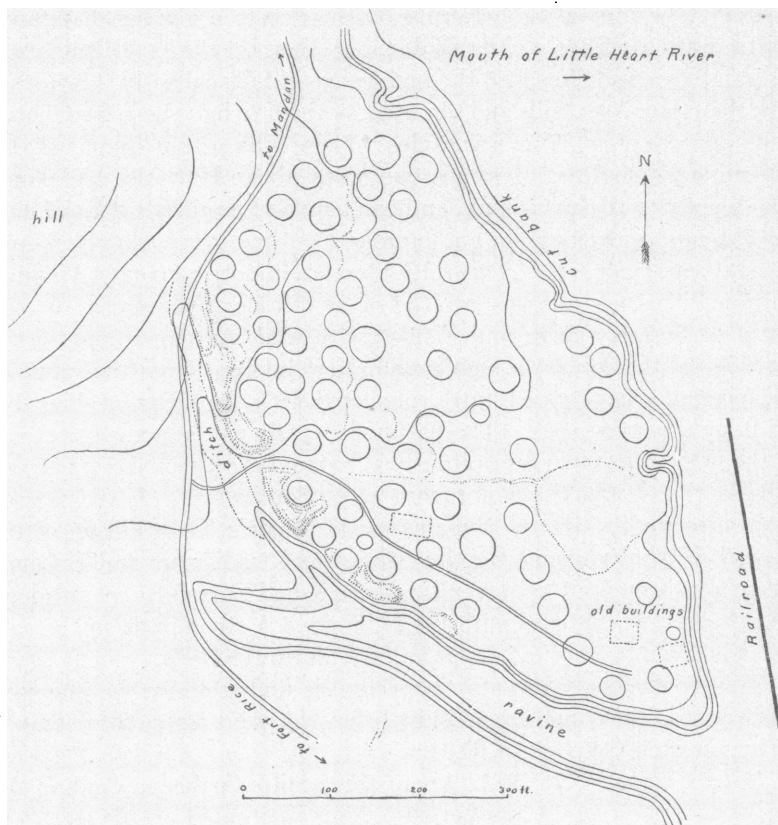 Mouth of Little Heart River
to Mandan
N
hill
cut bank
ditch
Railroad
old buildings
ravine
to Fort Rice
0 100 200 300 ft.